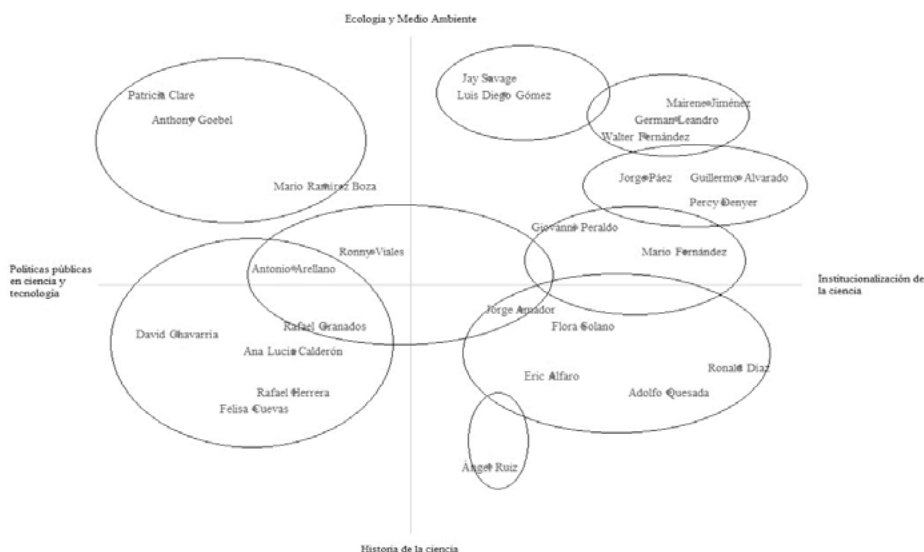 Ecología y Medio Ambiente
Jay Savage
Luis Diego Gómez
Patricia Clare
Anthony Goebel
Mairene Jiménez
German Leandro
Walter Fernández
Mario Ramírez Boza
Jorge Páez
Guillermo Alvarado
Percy Denyer
Giovanni Peraldo
Ronny Viales
Mario Fernández
Antonio Arellano
Políticas públicas
en ciencia y
tecnología
Institucionalización de
la ciencia
Jorge Amador
David Chavarría
Rafael Granados
Flora Solano
Ana Lucía Calderón
Ronald Díaz
Eric Alfaro
Rafael Herrera
Adolfo Quesada
Felisa Cuevas
Ángel Ruiz
Historia de la ciencia